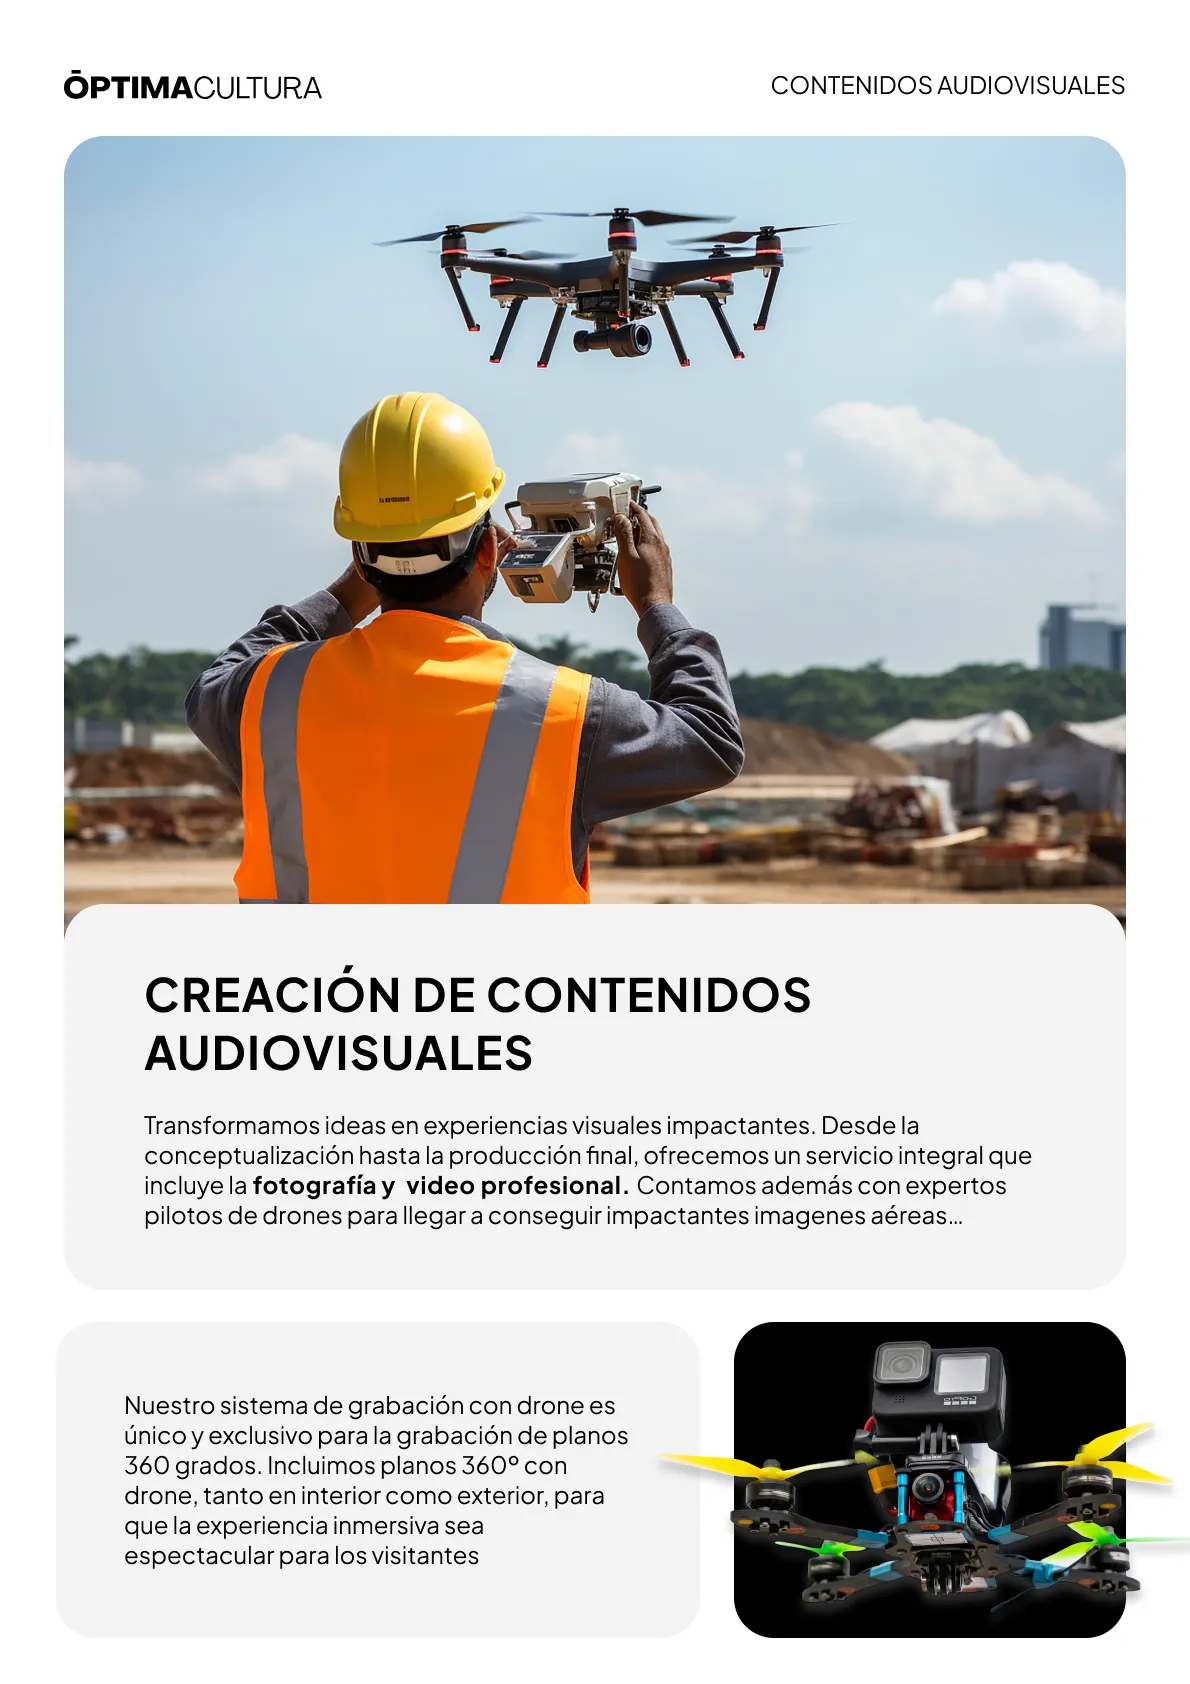 ŌPTIMACULTURA
CONTENIDOS AUDIOVISUALES
CREACIÓN DE CONTENIDOS
AUDIOVISUALES
Transformamos ideas en experiencias visuales impactantes. Desde la
conceptualización hasta la producción final, ofrecemos un servicio integral que
incluye la fotografía y  video profesional. Contamos además con expertos
pilotos de drones para llegar a conseguir impactantes imagenes aéreas...
Nuestro sistema de grabación con drone es
único y exclusivo para la grabación de planos
360 grados. Incluimos planos 360º con
drone, tanto en interior como exterior, para
que la experiencia inmersiva sea
espectacular para los visitantes